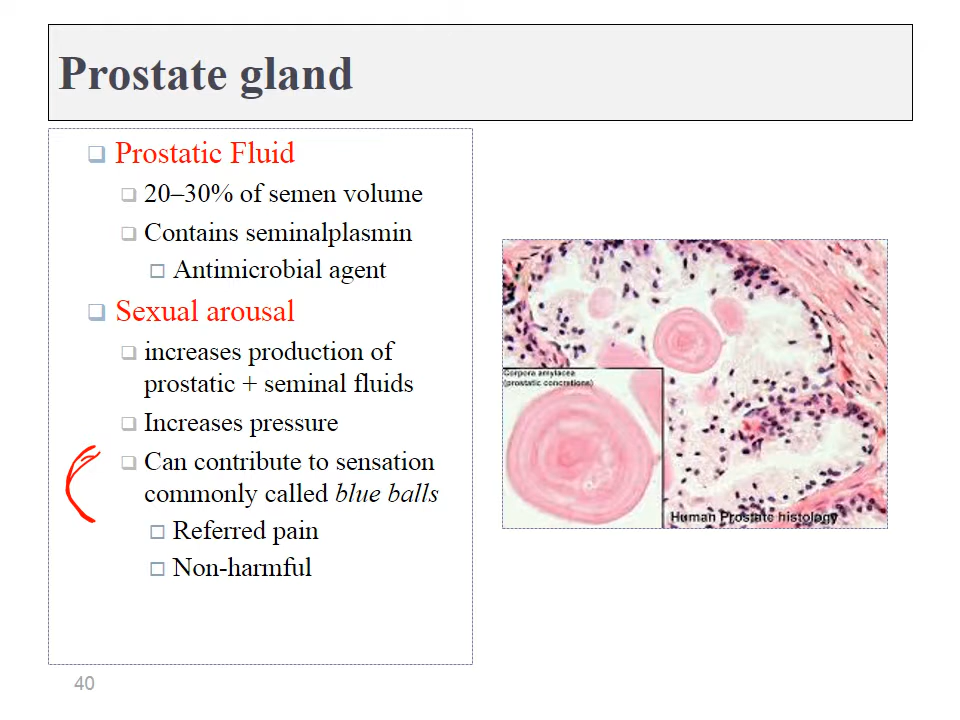 Prostate gland
Prostatic Fluid
20–30% of semen volume
Contains seminalplasmin
Antimicrobial agent
Sexual arousal
increases production of
prostatic + seminal fluids
Increases pressure
Can contribute to sensation
commonly called blue balls
Referred pain
Non-harmful
Corpora amylacea
(prostatic concretions)
Human Prostate histology
40